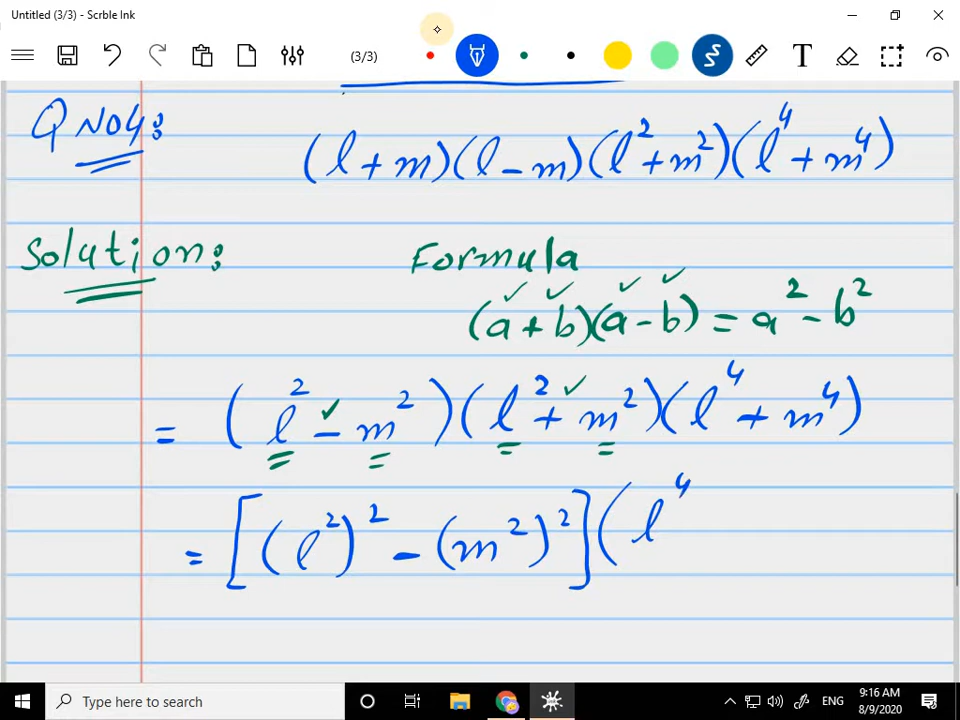 Untitled (3/3) - Scrble Ink
(3/3)
Q No4:
(l+m)(l-m)(l²+m²)(l⁴+m⁴)
Solution: Formula
(a+b)(a-b) = a² - b²
= (l² - m²)(l² + m²)(l⁴ + m⁴)
= [(l²)² - (m²)²](l⁴
Type here to search
ENG
9:16 AM
8/9/2020